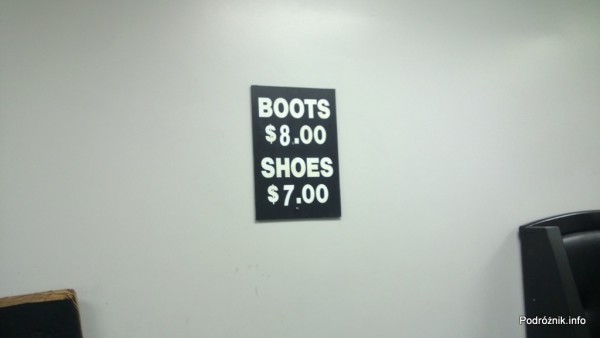 BOOTS
$8.00
SHOES
$7.00
Podróżnik.info